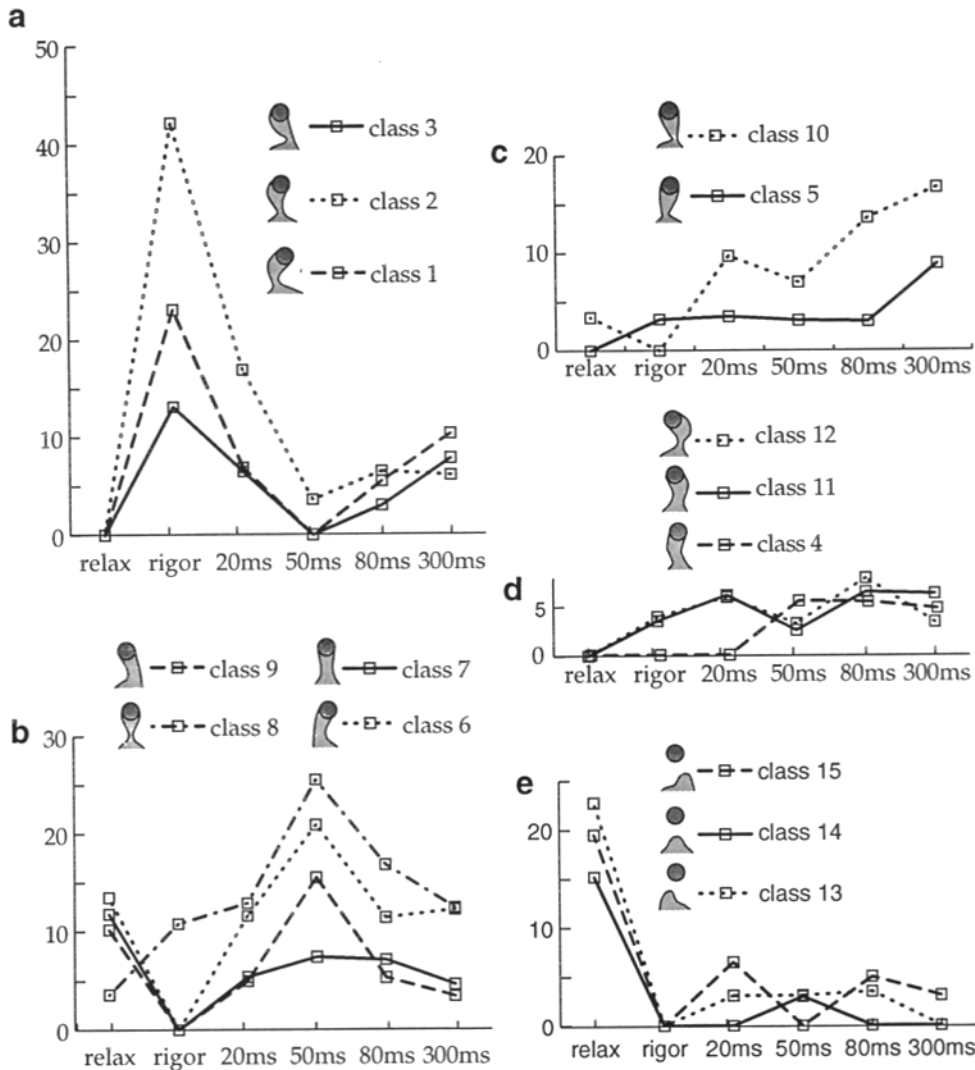 a
50
40
30
20
10
0
class 3
class 2
class 1
relax rigor 20ms 50ms 80ms 300ms
c
20
10
0
class 10
class 5
relax rigor 20ms 50ms 80ms 300ms
class 12
class 11
class 4
d
5
0
relax rigor 20ms 50ms 80ms 300ms
class 9 class 7
class 8 class 6
b
30
20
10
0
relax rigor 20ms 50ms 80ms 300ms
e
20
10
0
class 15
class 14
class 13
relax rigor 20ms 50ms 80ms 300ms